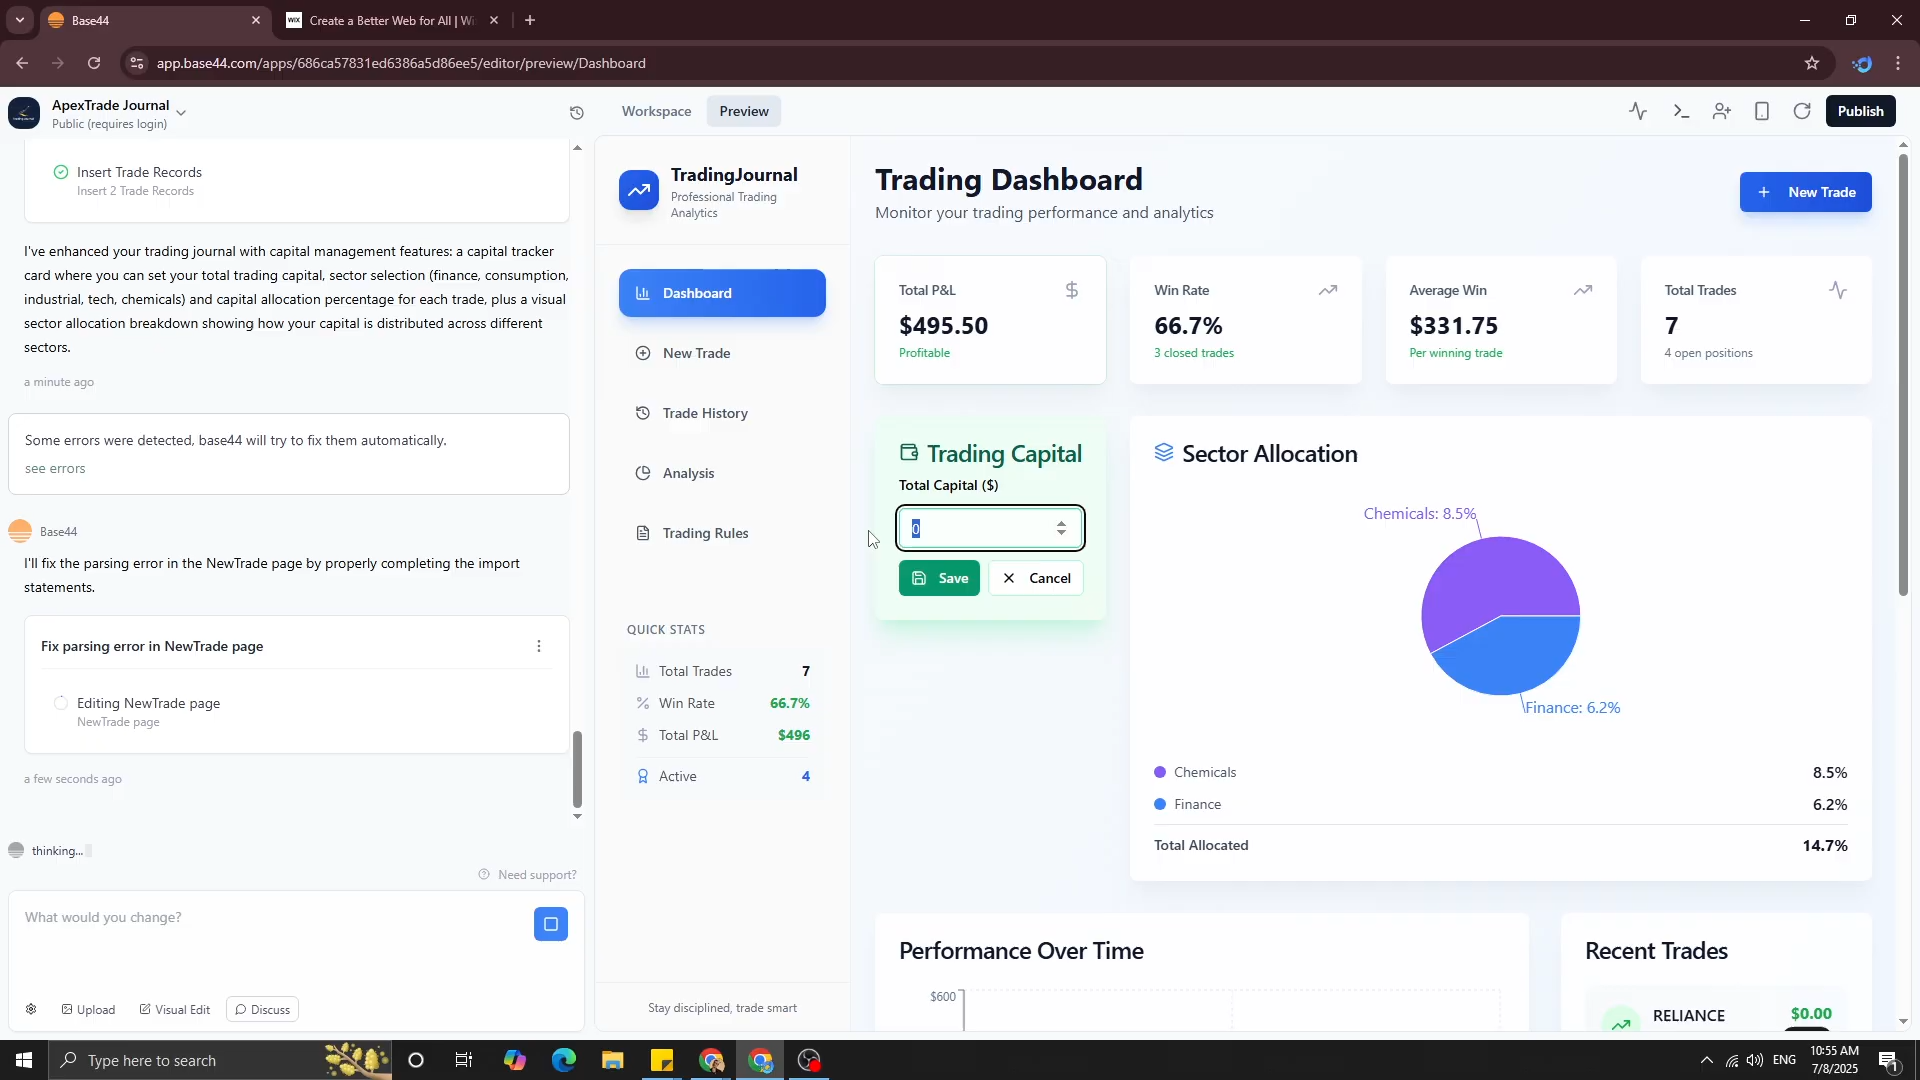 Base44
Create a Better Web for All | Wi
app.base44.com/apps/686ca57831ed6386a5d86ee5/editor/preview/Dashboard
ApexTrade Journal
Public (requires login)
Workspace
Preview
Publish
Insert Trade Records
Insert 2 Trade Records
I've enhanced your trading journal with capital management features: a capital tracker
card where you can set your total trading capital, sector selection (finance, consumption,
industrial, tech, chemicals) and capital allocation percentage for each trade, plus a visual
sector allocation breakdown showing how your capital is distributed across different
sectors.
a minute ago
Some errors were detected, base44 will try to fix them automatically.
see errors
Base44
I'll fix the parsing error in the NewTrade page by properly completing the import
statements.
Fix parsing error in NewTrade page
Editing NewTrade page
NewTrade page
a few seconds ago
thinking...
Need support?
What would you change?
Upload
Visual Edit
Discuss
TradingJournal
Professional Trading
Analytics
Dashboard
New Trade
Trade History
Analysis
Trading Rules
QUICK STATS
Total Trades 7
Win Rate 66.7%
Total P&L $496
Active 4
Stay disciplined, trade smart
Trading Dashboard
Monitor your trading performance and analytics
New Trade
Total P&L
$495.50
Profitable
Win Rate
66.7%
3 closed trades
Average Win
$331.75
Per winning trade
Total Trades
7
4 open positions
Trading Capital
Total Capital ($)
0
Save
Cancel
Sector Allocation
Chemicals: 8.5%
Finance: 6.2%
Chemicals 8.5%
Finance 6.2%
Total Allocated 14.7%
Performance Over Time
$600
Recent Trades
RELIANCE
$0.00
Type here to search
ENG
10:55 AM
7/8/2025
1